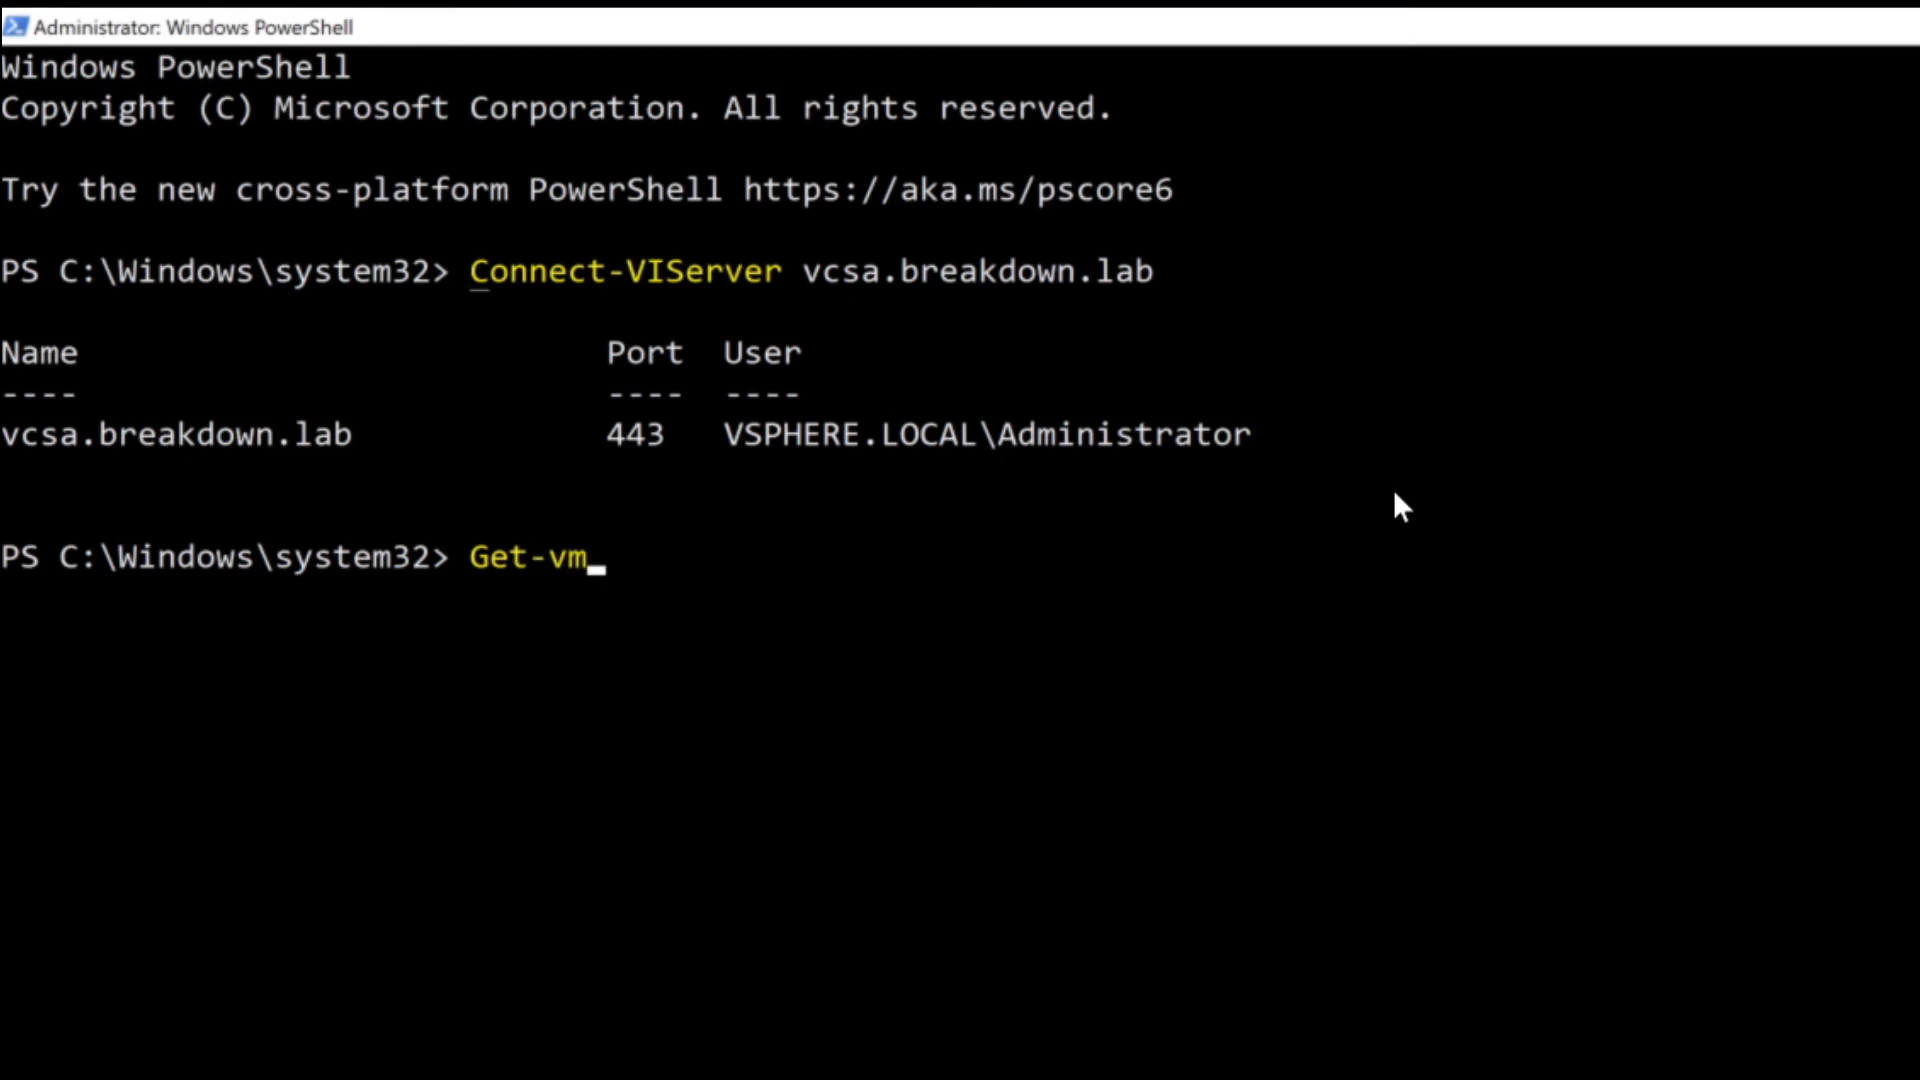 Administrator: Windows PowerShell
Windows PowerShell
Copyright (C) Microsoft Corporation. All rights reserved.
Try the new cross-platform PowerShell https://aka.ms/pscore6
PS C:\Windows\system32> Connect-VIServer vcsa.breakdown.lab
Name Port User
---- ---- ----
vcsa.breakdown.lab 443 VSPHERE.LOCAL\Administrator
PS C:\Windows\system32> Get-vm